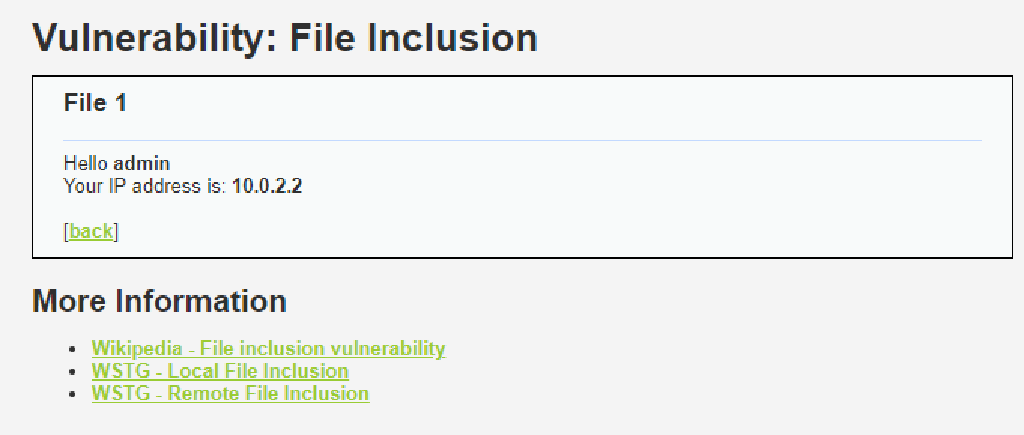 Vulnerability: File Inclusion
File 1
Hello admin
Your IP address is: 10.0.2.2
[back]
More Information
• Wikipedia - File inclusion vulnerability
• WSTG - Local File Inclusion
• WSTG - Remote File Inclusion